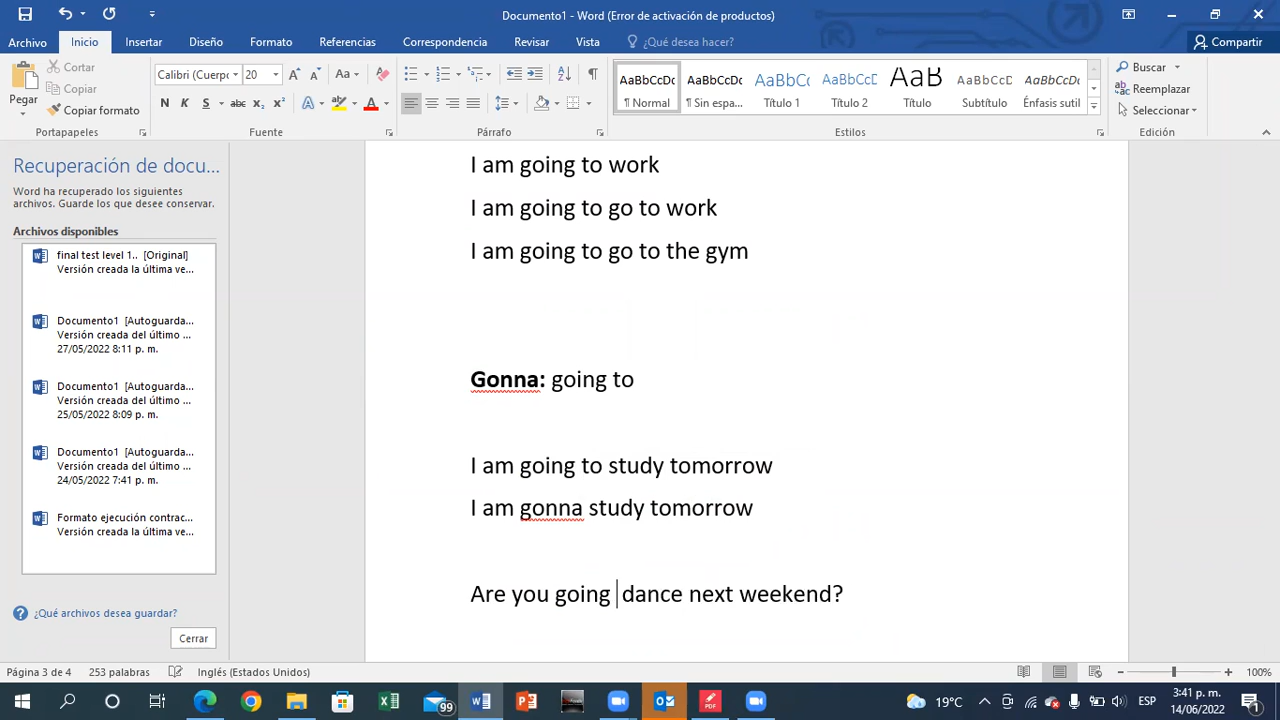 Documento1 - Word (Error de activación de productos)
Archivo Inicio Insertar Diseño Formato Referencias Correspondencia Revisar Vista ¿Qué desea hacer? Compartir
Pegar
Cortar
Copiar
Copiar formato
Portapapeles
Calibri (Cuerpo 20
N K S abc x₂ x²
Fuente
Párrafo
AaBbCcDc AaBbCcDc AaBbCcD AaBbCcD AaB AaBbCcD AaBbCcDc
¶ Normal ¶ Sin espa... Título 1 Título 2 Título Subtítulo Énfasis sutil
Estilos
Buscar
Reemplazar
Seleccionar
Edición
Recuperación de docu...
Word ha recuperado los siguientes
archivos. Guarde los que desee conservar.
Archivos disponibles
final test level 1.. [Original]
Versión creada la última ve...
Documento1 [Autoguarda...
Versión creada del último ...
27/05/2022 8:11 p. m.
Documento1 [Autoguarda...
Versión creada del último ...
25/05/2022 8:09 p. m.
Documento1 [Autoguarda...
Versión creada del último ...
24/05/2022 7:41 p. m.
Formato ejecución contrac...
Versión creada la última ve...
¿Qué archivos desea guardar?
Cerrar
I am going to work
I am going to go to work
I am going to go to the gym
Gonna: going to
I am going to study tomorrow
I am gonna study tomorrow
Are you going dance next weekend?
Página 3 de 4 253 palabras Inglés (Estados Unidos) 100%
99 19°C ESP 3:41 p. m.
14/06/2022